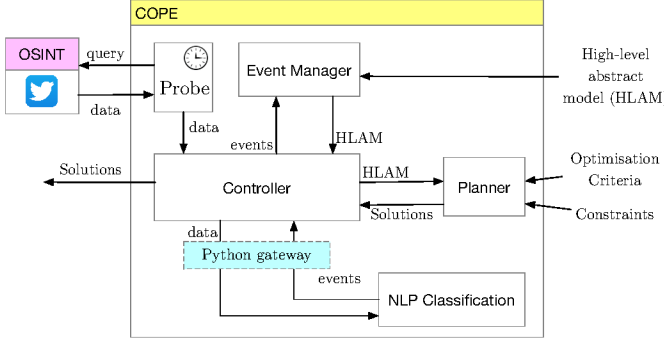 COPE
OSINT
query
data
Probe
Event Manager
High-level
abstract
model (HLAM
data
events
HLAM
Solutions
Controller
HLAM
Solutions
Planner
Optimisation
Criteria
Constraints
data
Python gateway
events
NLP Classification